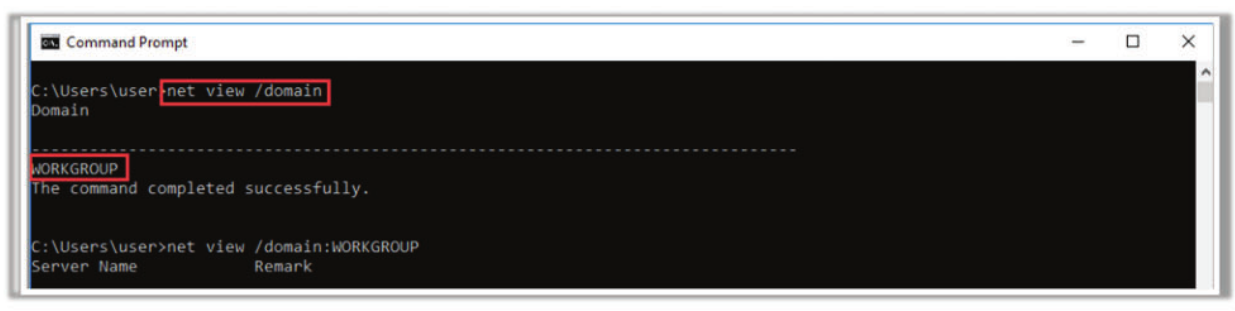 Command Prompt
C:\Users\user>net view /domain
Domain
-------------------------------------------------------------------------------
WORKGROUP
The command completed successfully.
C:\Users\user>net view /domain:WORKGROUP
Server Name            Remark